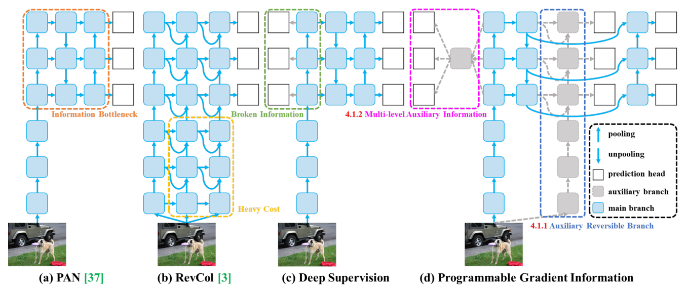 Information Bottleneck
Broken Information
4.1.2 Multi-level Auxiliary Information
Heavy Cost
pooling
unpooling
prediction head
auxiliary branch
main branch
4.1.1 Auxiliary Reversible Branch
(a) PAN [37]
(b) RevCol [3]
(c) Deep Supervision
(d) Programmable Gradient Information